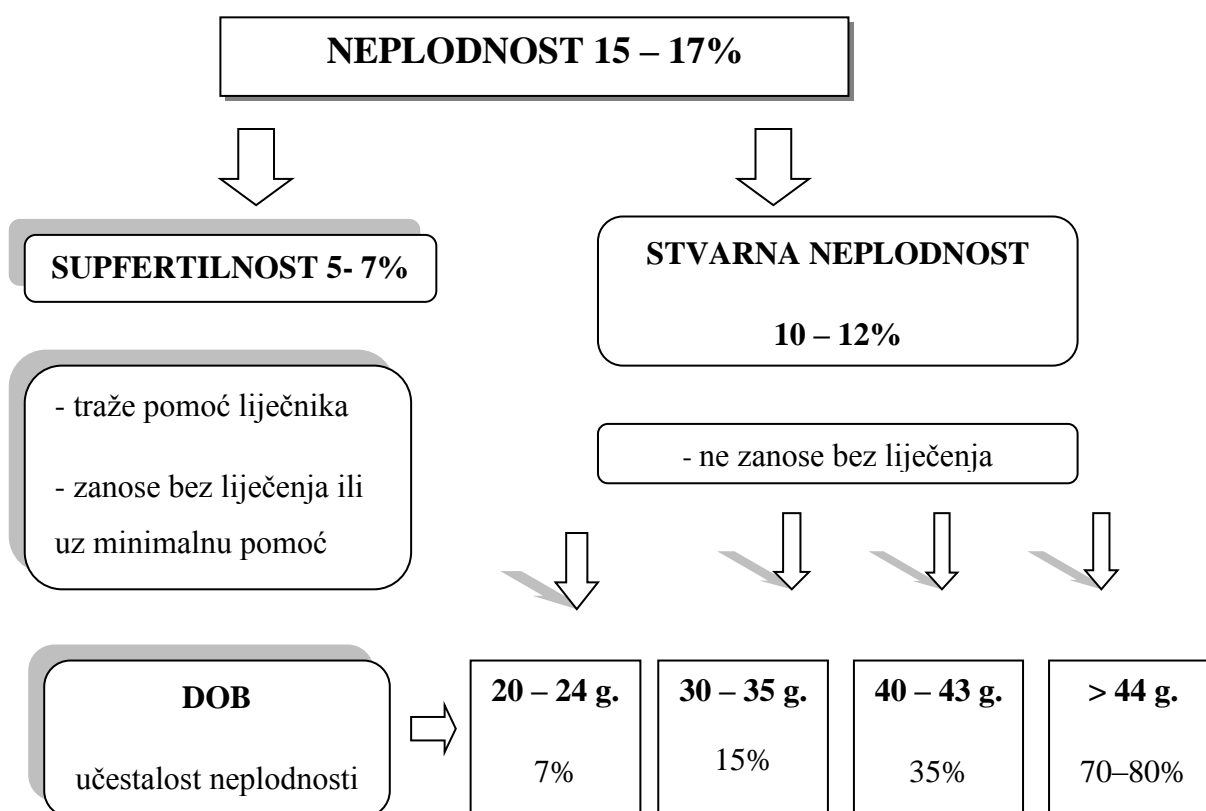 NEPLODNOST 15 – 17%
SUPFERTILNOST 5- 7%
STVARNA NEPLODNOST
10 – 12%
- traže pomoć liječnika
- zanose bez liječenja ili
uz minimalnu pomoć
- ne zanose bez liječenja
DOB
učestalost neplodnosti
20 – 24 g.
7%
30 – 35 g.
15%
40 – 43 g.
35%
> 44 g.
70–80%